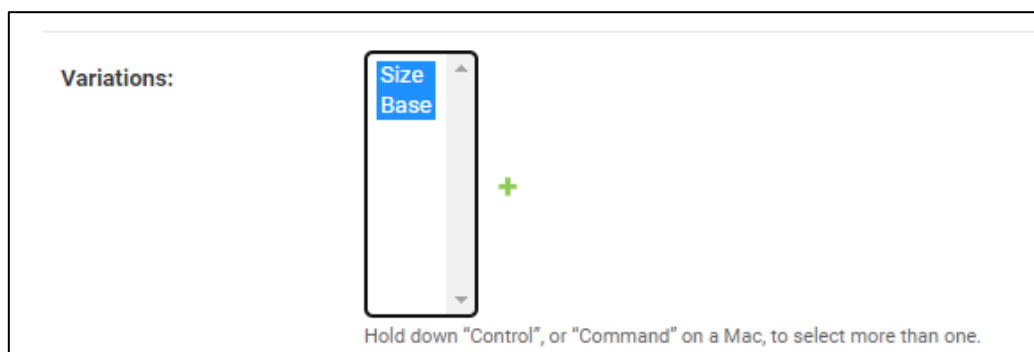 Variations:
Size
Base
Hold down “Control”, or “Command” on a Mac, to select more than one.